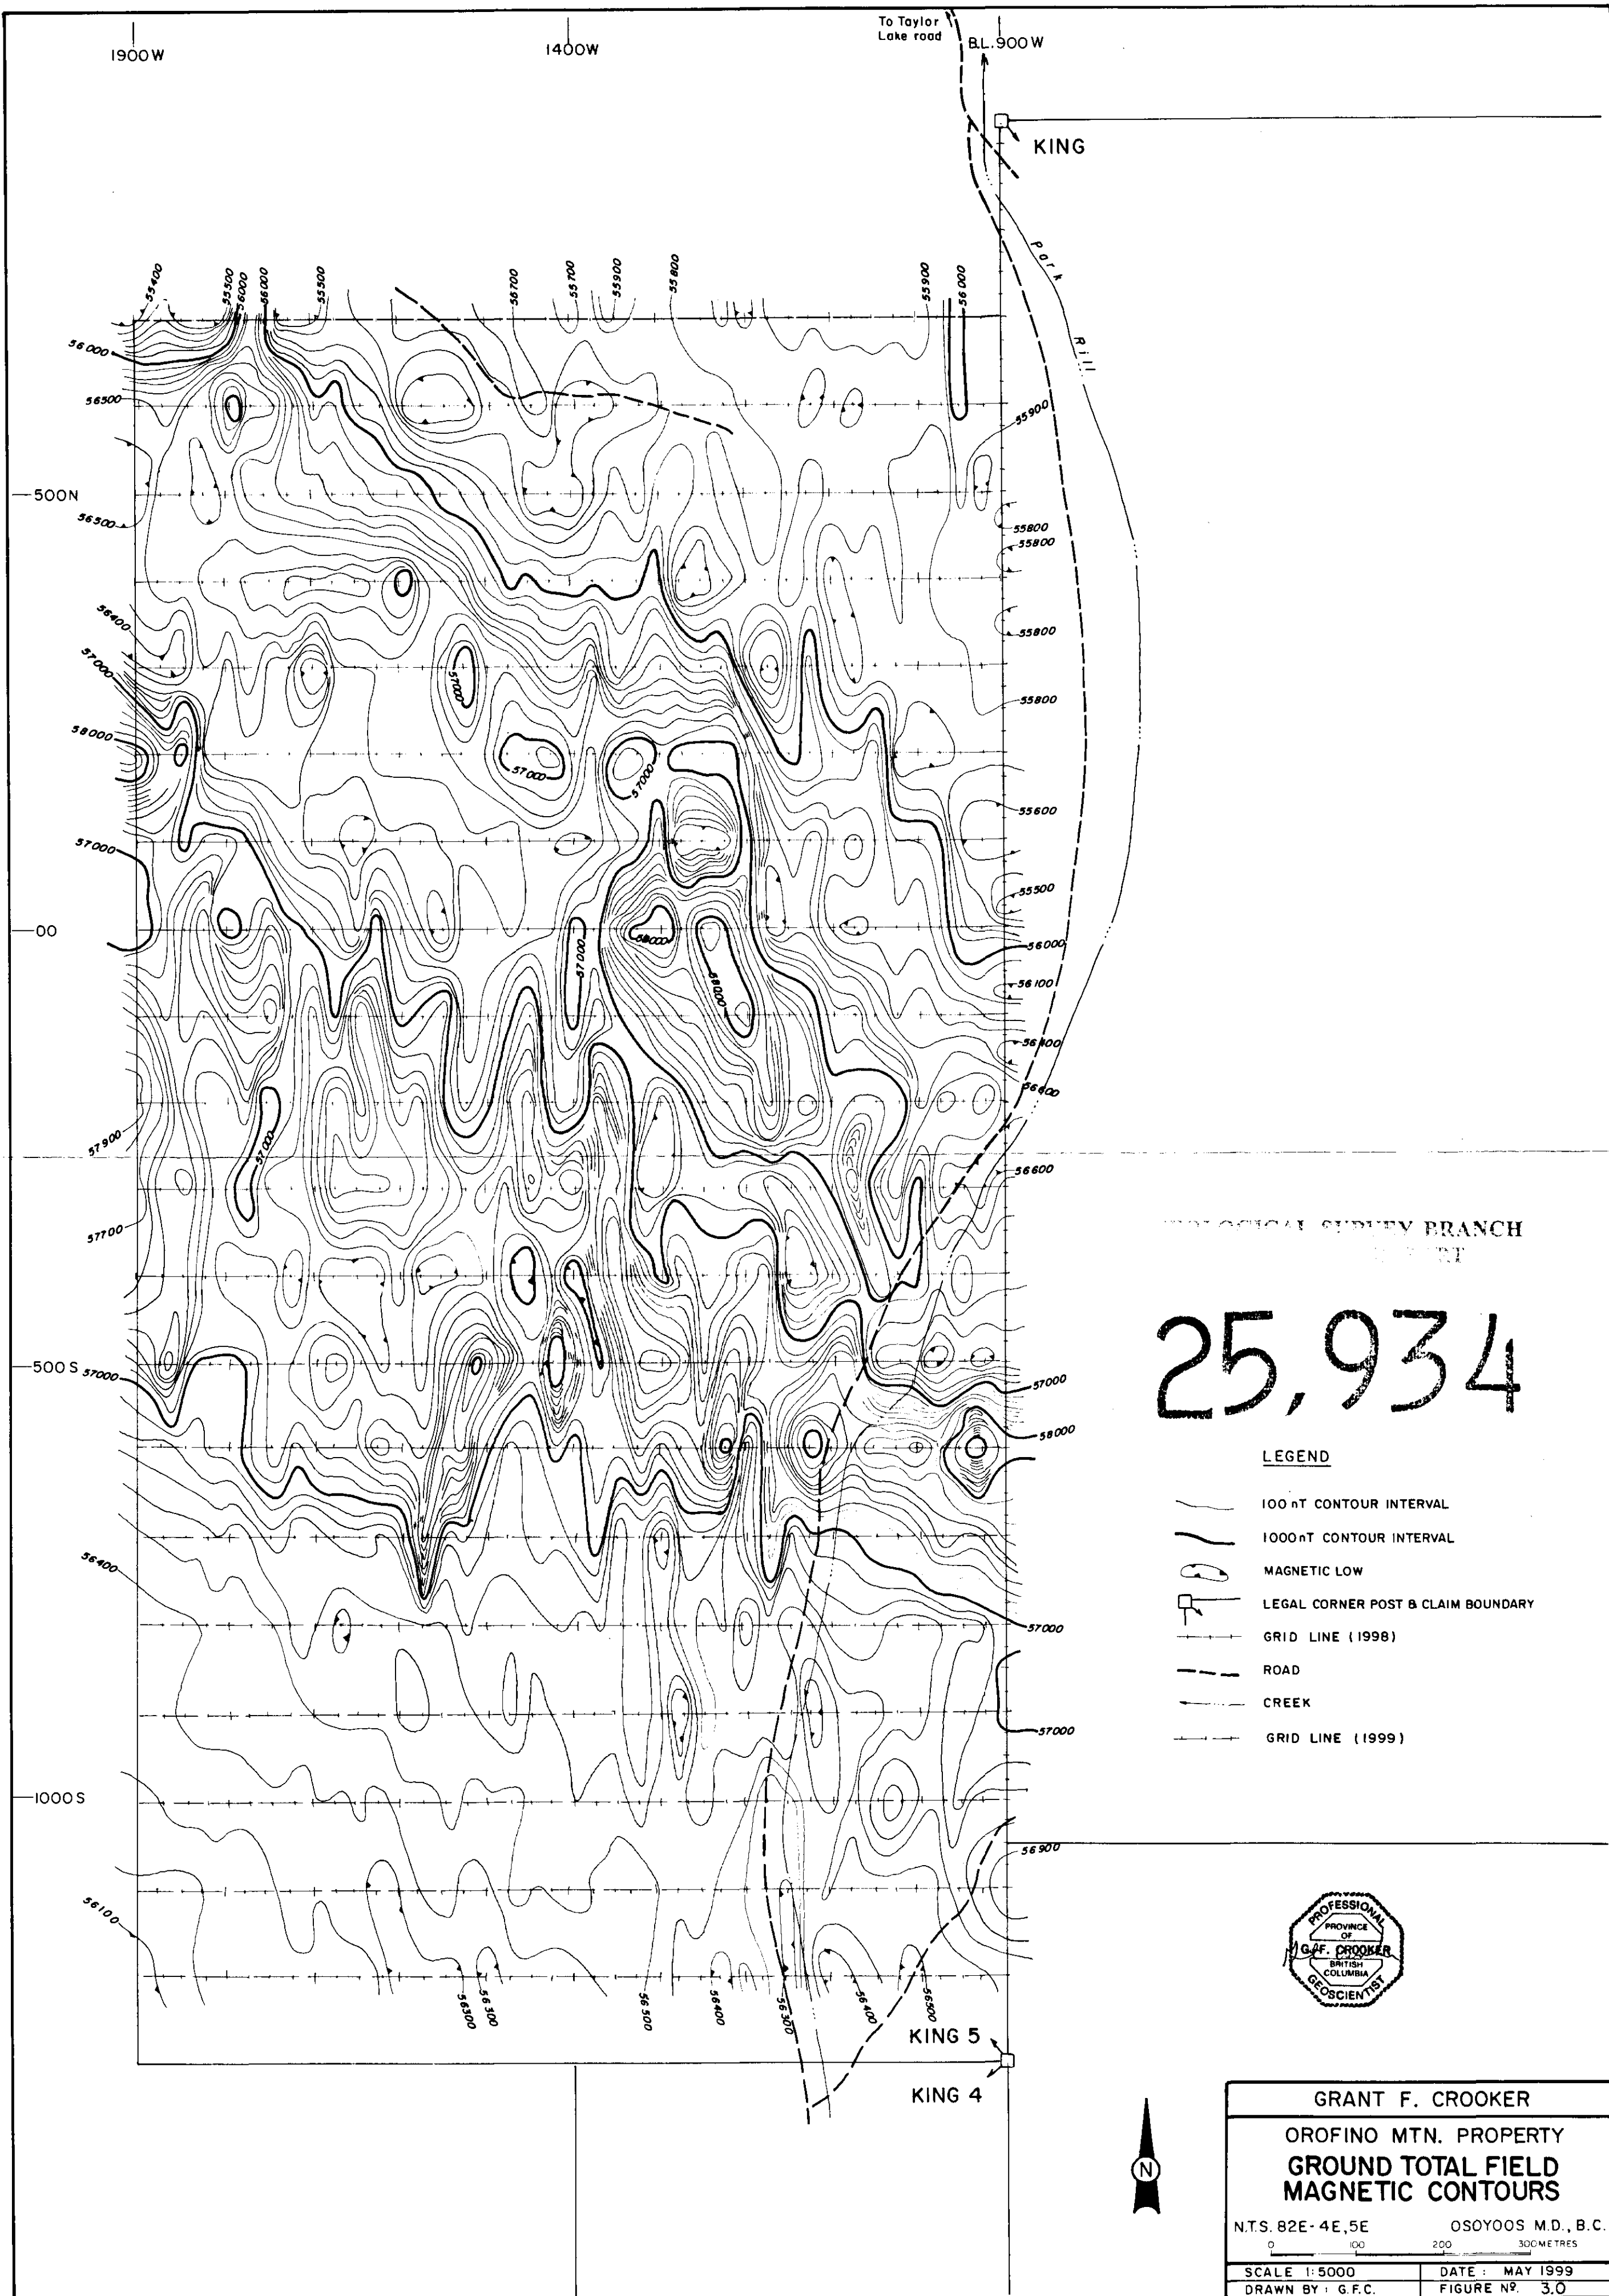 To Taylor
Lake road
1900W
1400W
B.L. 900W
KING
Park
Rill
55400
55500
56000
56000
55500
56700
55700
55900
55800
55900
56000
56000
56500
55900
500N
56500
55800
55800
56400
55800
57000
57000
55800
58000
57000
57000
55600
57000
55500
00
58000
57000
56000
58000
56100
56400
56600
57900
57000
56600
57700
BRANCH
25,934
500S
57000
57000
58000
LEGEND
100 nT CONTOUR INTERVAL
1000nT CONTOUR INTERVAL
MAGNETIC LOW
LEGAL CORNER POST & CLAIM BOUNDARY
GRID LINE (1998)
ROAD
CREEK
GRID LINE (1999)
56400
57000
57000
1000S
56900
56100
PROFESSIONAL
PROVINCE
OF
G.F. CROOKER
BRITISH
COLUMBIA
GEOSCIENTIST
56300
56300
56500
56400
56300
56400
56500
KING 5
KING 4
N
GRANT F. CROOKER
OROFINO MTN. PROPERTY
GROUND TOTAL FIELD
MAGNETIC CONTOURS
N.T.S. 82E-4E,5E OSOYOOS M.D., B.C.
0 100 200 300METRES
SCALE 1:5000 DATE : MAY 1999
DRAWN BY : G.F.C. FIGURE Nº. 3.0